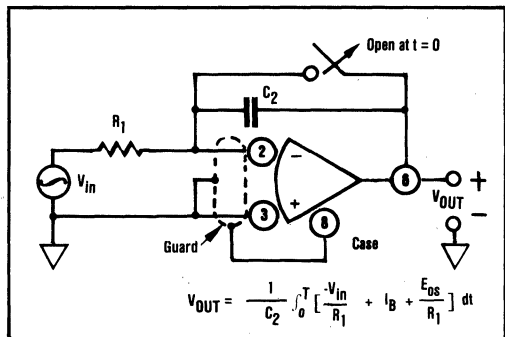 Open at t = 0
C2
R1
2
−
6
+
Vin
VOUT
+
3
−
8
Guard
Case
VOUT = 1/C2 ∫₀ᵀ [-Vin/R1 + IB + Eos/R1] dt